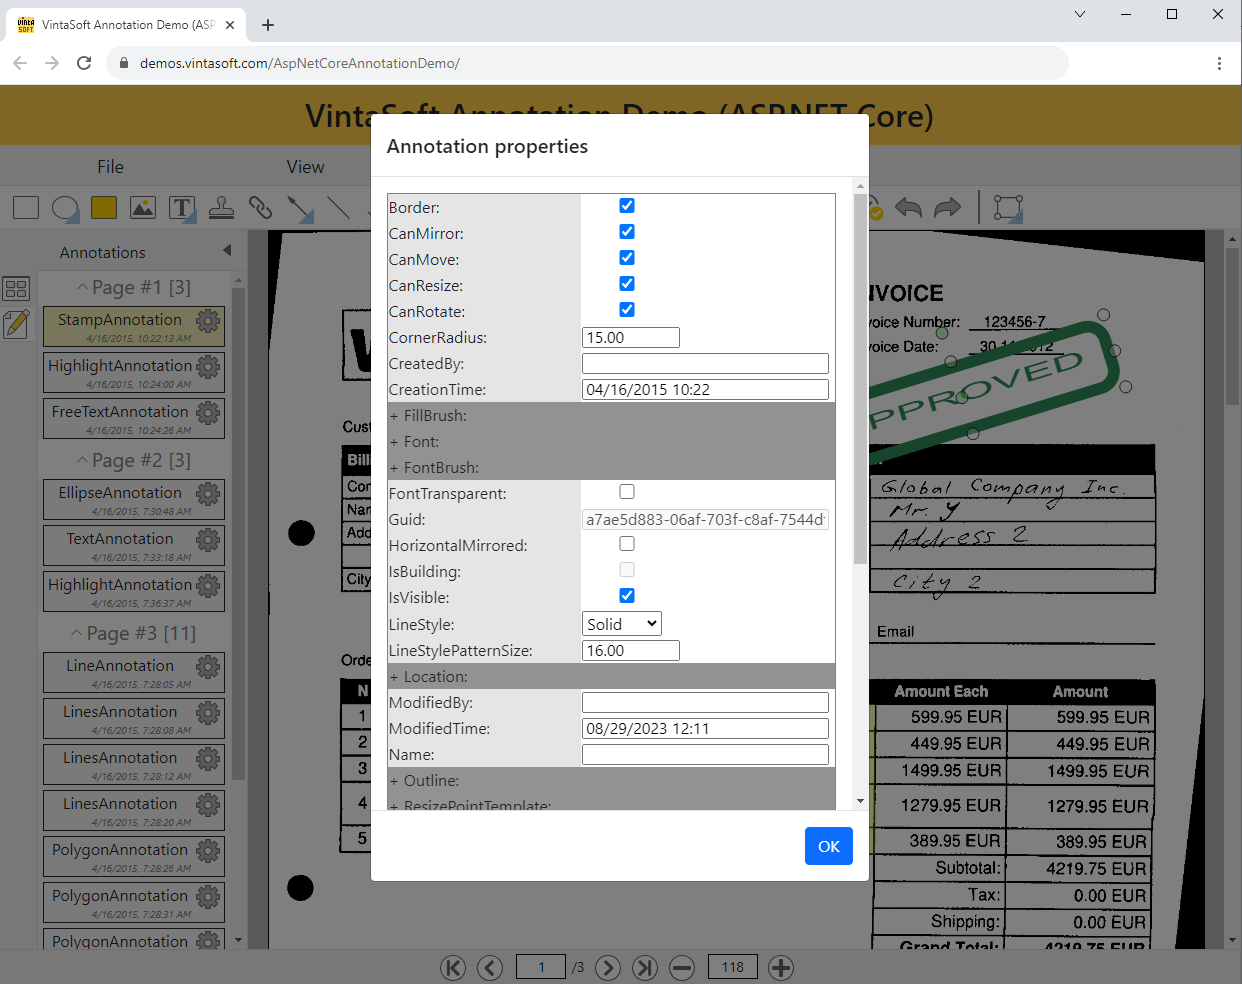 VintaSoft Annotation Demo (ASP
demos.vintasoft.com/AspNetCoreAnnotationDemo/
VintaSoft Annotation Demo (ASP.NET Core)
File
View
Annotations
Page #1 [3]
StampAnnotation
4/16/2015, 10:22:13 AM
HighlightAnnotation
4/16/2015, 10:24:00 AM
FreeTextAnnotation
4/16/2015, 10:24:26 AM
Page #2 [3]
EllipseAnnotation
4/16/2015, 7:30:48 AM
TextAnnotation
4/16/2015, 7:33:18 AM
HighlightAnnotation
4/16/2015, 7:36:37 AM
Page #3 [11]
LineAnnotation
4/16/2015, 7:28:05 AM
LinesAnnotation
4/16/2015, 7:28:08 AM
LinesAnnotation
4/16/2015, 7:28:12 AM
LinesAnnotation
4/16/2015, 7:28:20 AM
PolygonAnnotation
4/16/2015, 7:28:26 AM
PolygonAnnotation
4/16/2015, 7:28:31 AM
PolygonAnnotation
Annotation properties
Border:
CanMirror:
CanMove:
CanResize:
CanRotate:
CornerRadius: 15.00
CreatedBy:
CreationTime: 04/16/2015 10:22
+ FillBrush:
+ Font:
+ FontBrush:
FontTransparent:
Guid: a7ae5d883-06af-703f-c8af-7544d
HorizontalMirrored:
IsBuilding:
IsVisible:
LineStyle: Solid
LineStylePatternSize: 16.00
+ Location:
ModifiedBy:
ModifiedTime: 08/29/2023 12:11
Name:
+ Outline:
+ ResizePointTemplate:
OK
VOICE
voice Number: 123456-7
voice Date:
PPROVED
Cust
Billi
Con
Nam
Add
City
Global Company Inc.
Mr. Y
Address 2
City 2
Email
Orde
N Amount Each Amount
1 599.95 EUR 599.95 EUR
2 449.95 EUR 449.95 EUR
3 1499.95 EUR 1499.95 EUR
4 1279.95 EUR 1279.95 EUR
5 389.95 EUR 389.95 EUR
Subtotal: 4219.75 EUR
Tax: 0.00 EUR
Shipping: 0.00 EUR
Grand Total: 4219.75 EUR
1 /3 118